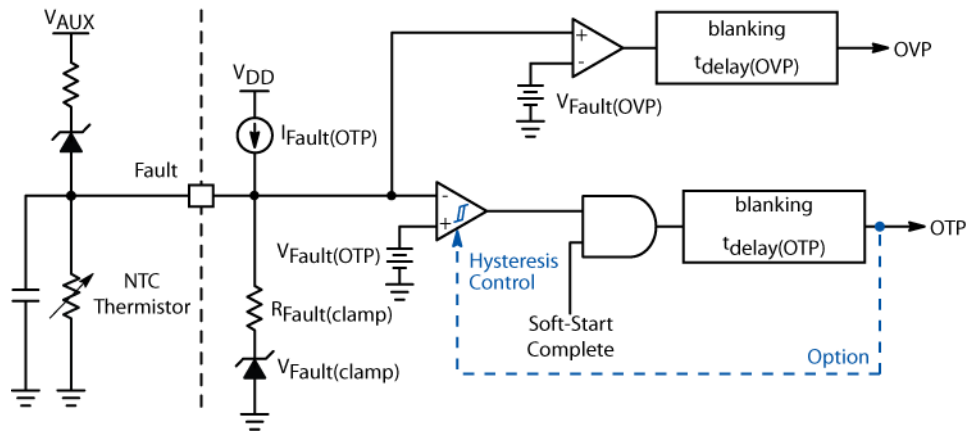 VAUX
VDD
IFault(OTP)
Fault
NTC
Thermistor
RFault(clamp)
VFault(clamp)
+
-
VFault(OVP)
blanking
tdelay(OVP)
OVP
-
+
VFault(OTP)
Hysteresis
Control
Soft-Start
Complete
blanking
tdelay(OTP)
OTP
Option